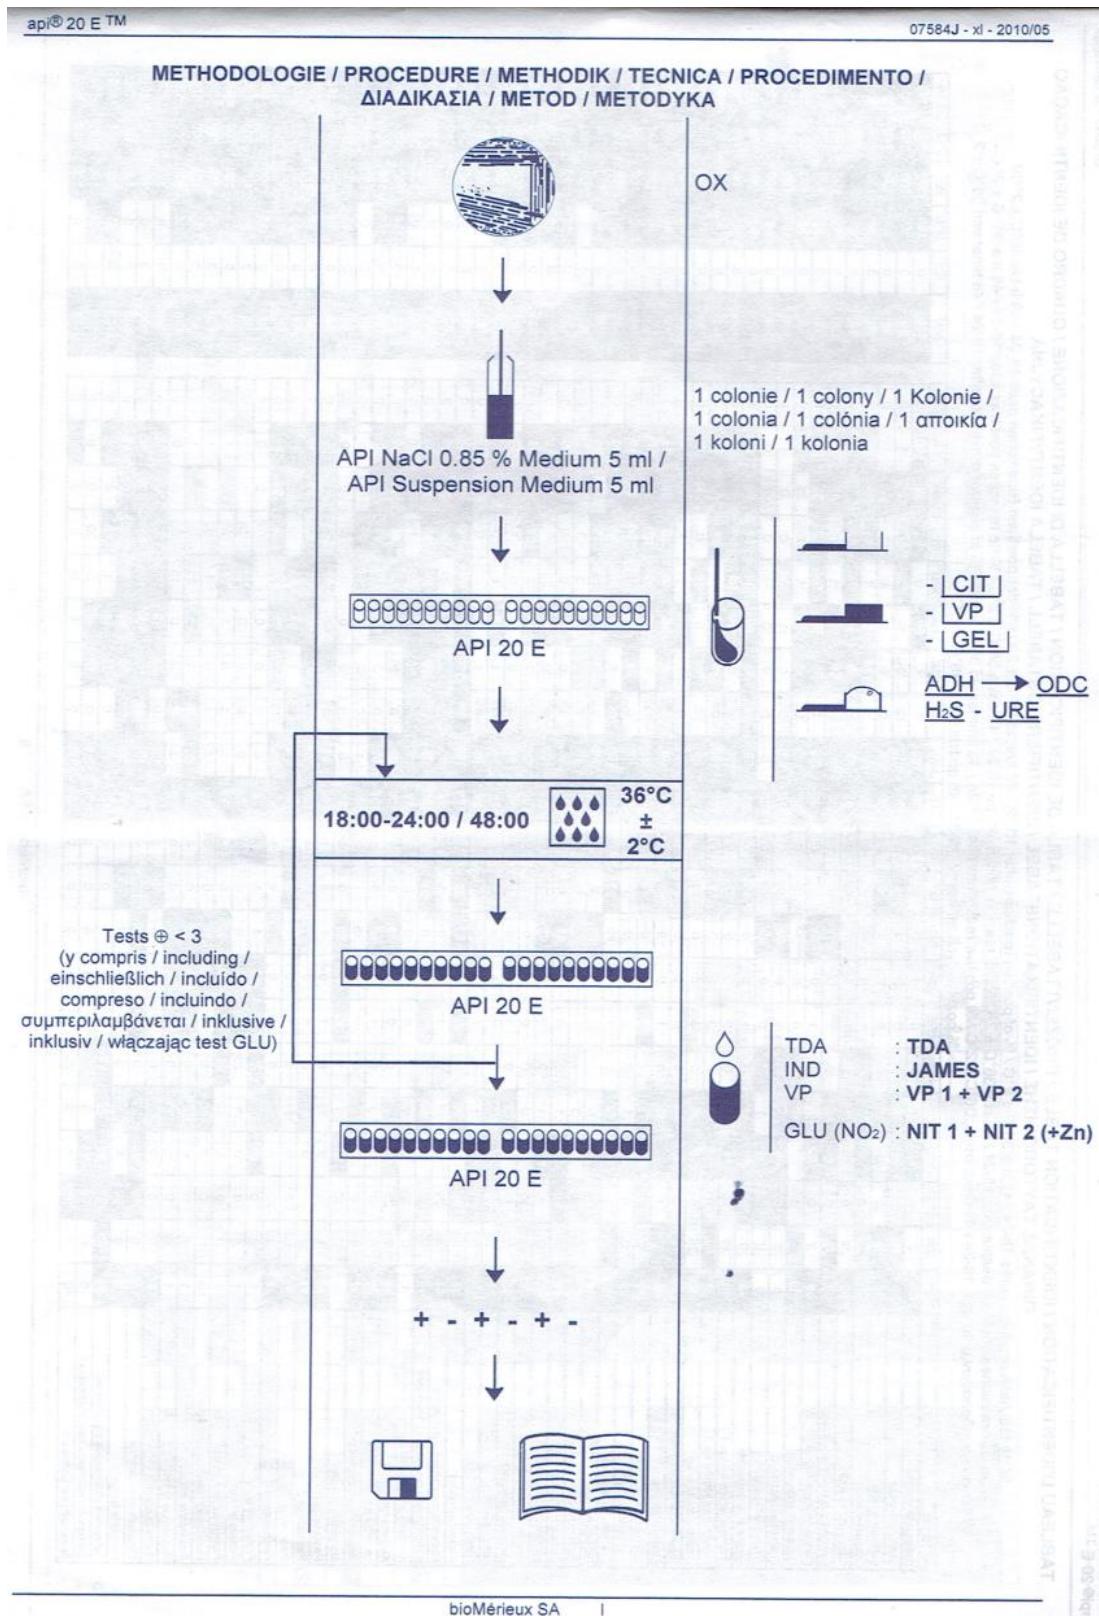 api® 20 E ™
07584J - xl - 2010/05
METHODOLOGIE / PROCEDURE / METHODIK / TECNICA / PROCEDIMENTO /
ΔΙΑΔΙΚΑΣΙΑ / METOD / METODYKA
OX
1 colonie / 1 colony / 1 Kolonie /
1 colonia / 1 colónia / 1 αποικία /
1 koloni / 1 kolonia
API NaCl 0.85 % Medium 5 ml /
API Suspension Medium 5 ml
API 20 E
- | CIT |
- | VP |
- | GEL |
ADH → ODC
H₂S - URE
18:00-24:00 / 48:00
36°C
±
2°C
Tests ⊕ < 3
(y compris / including /
einschließlich / incluído /
compreso / incluindo /
συμπεριλαμβάνεται / inklusive /
inklusiv / włączając test GLU)
API 20 E
TDA : TDA
IND : JAMES
VP : VP 1 + VP 2
GLU (NO₂) : NIT 1 + NIT 2 (+Zn)
API 20 E
+ - + - + -
bioMérieux SA I